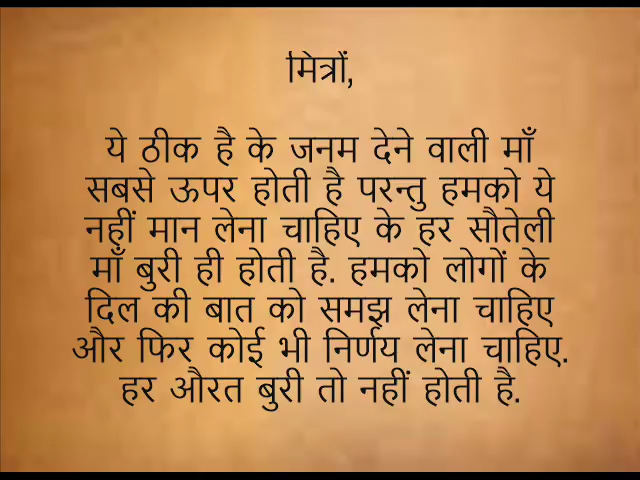 मित्रों,
ये ठीक है के जनम देने वाली माँ
सबसे ऊपर होती है परन्तु हमको ये
नहीं मान लेना चाहिए के हर सौतेली
माँ बुरी ही होती है. हमको लोगों के
दिल की बात को समझ लेना चाहिए
और फिर कोई भी निर्णय लेना चाहिए.
हर औरत बुरी तो नहीं होती है.